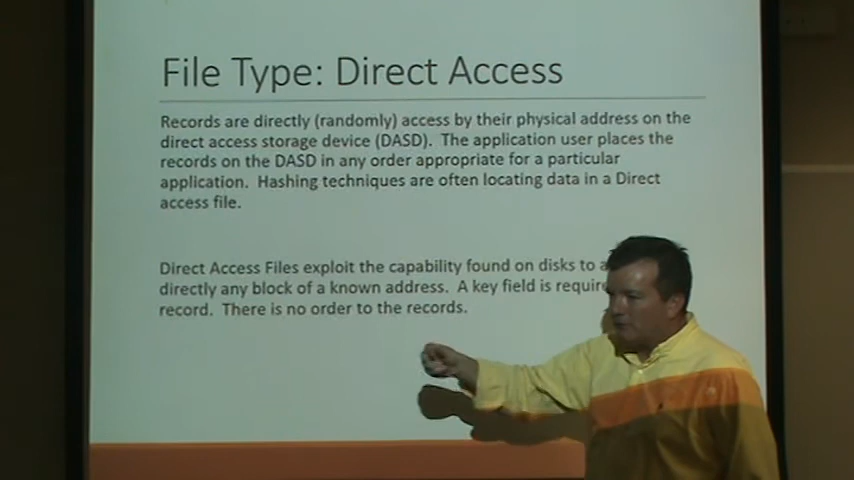 File Type: Direct Access
Records are directly (randomly) access by their physical address on the
direct access storage device (DASD). The application user places the
records on the DASD in any order appropriate for a particular
application. Hashing techniques are often locating data in a Direct
access file.
Direct Access Files exploit the capability found on disks to
directly any block of a known address. A key field is
record. There is no order to the records.